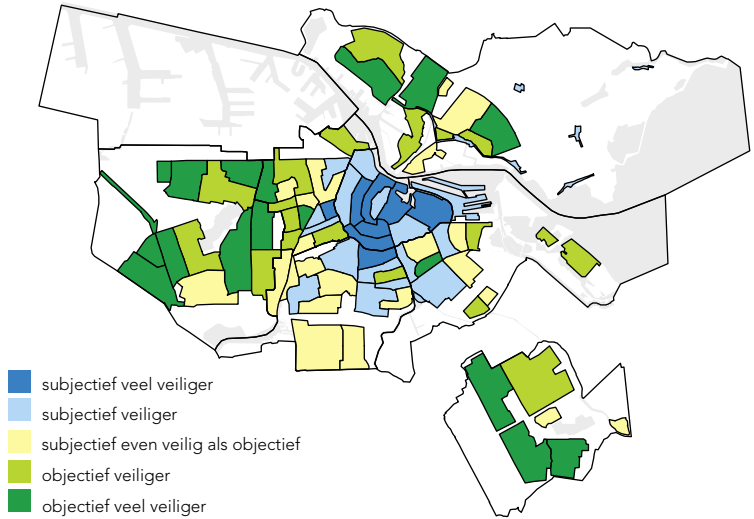 subjectief veel veiliger
subjectief veiliger
subjectief even veilig als objectief
objectief veiliger
objectief veel veiliger